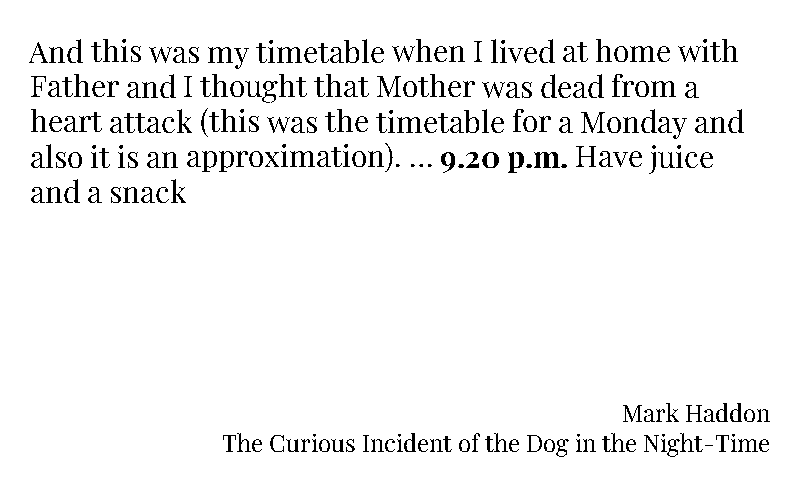 And this was my timetable when I lived at home with
Father and I thought that Mother was dead from a
heart attack (this was the timetable for a Monday and
also it is an approximation). ... 9.20 p.m. Have juice
and a snack
Mark Haddon
The Curious Incident of the Dog in the Night-Time